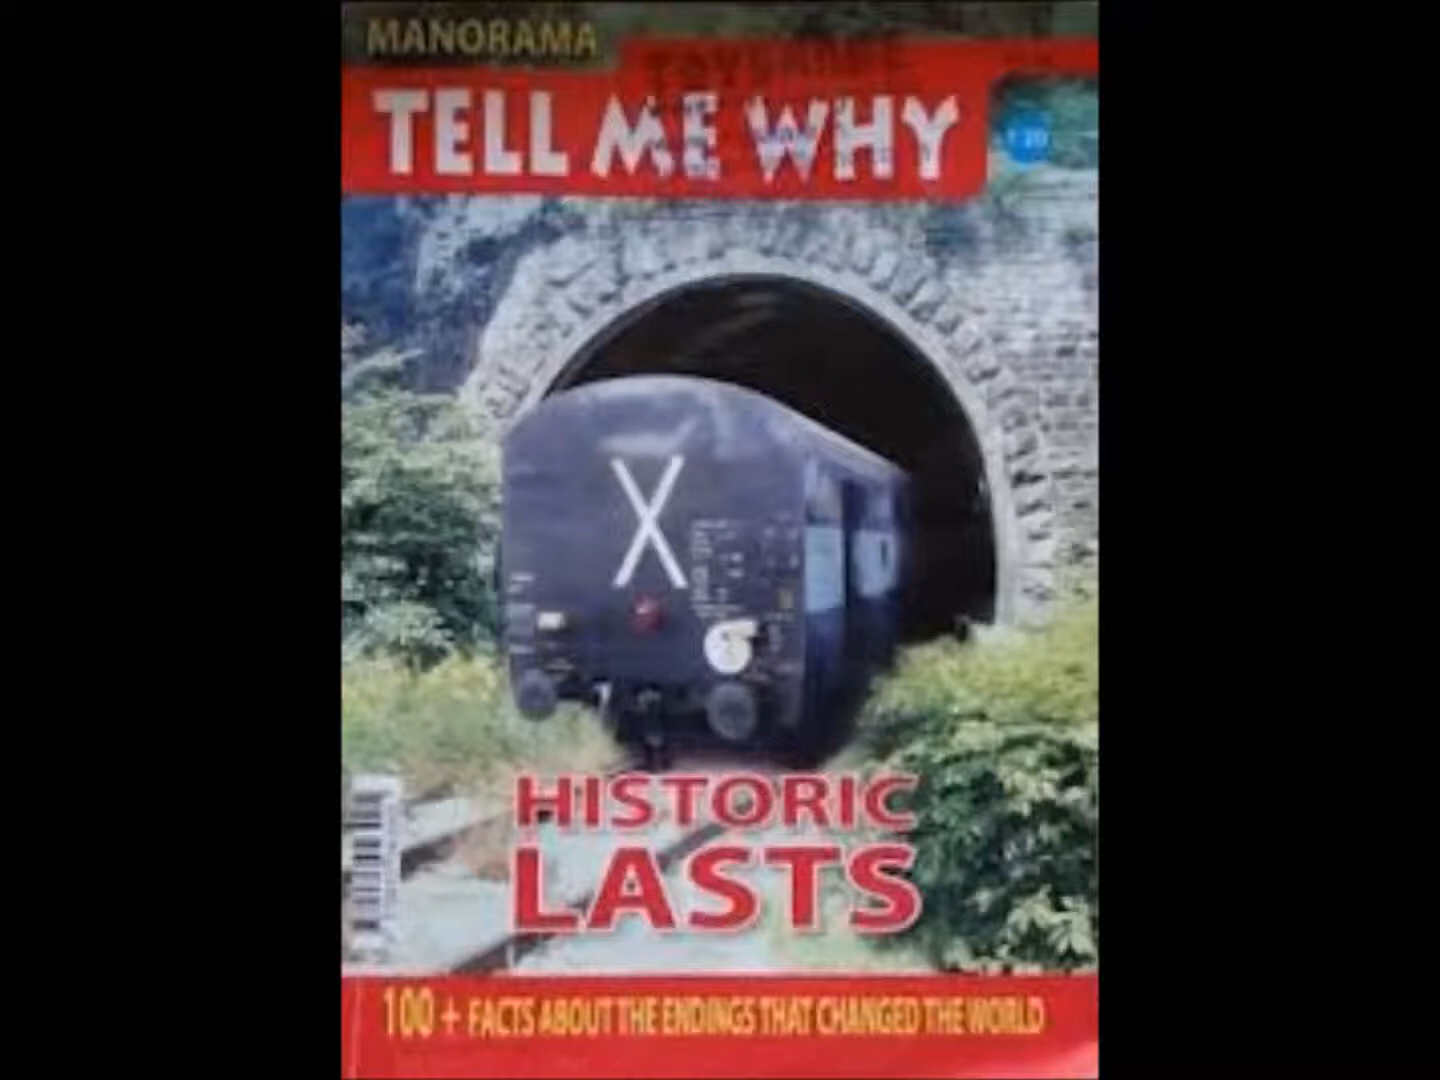 MANORAMA
TELL ME WHY
X
HISTORIC
LASTS
100 + FACTS ABOUT THE ENDINGS THAT CHANGED THE WORLD